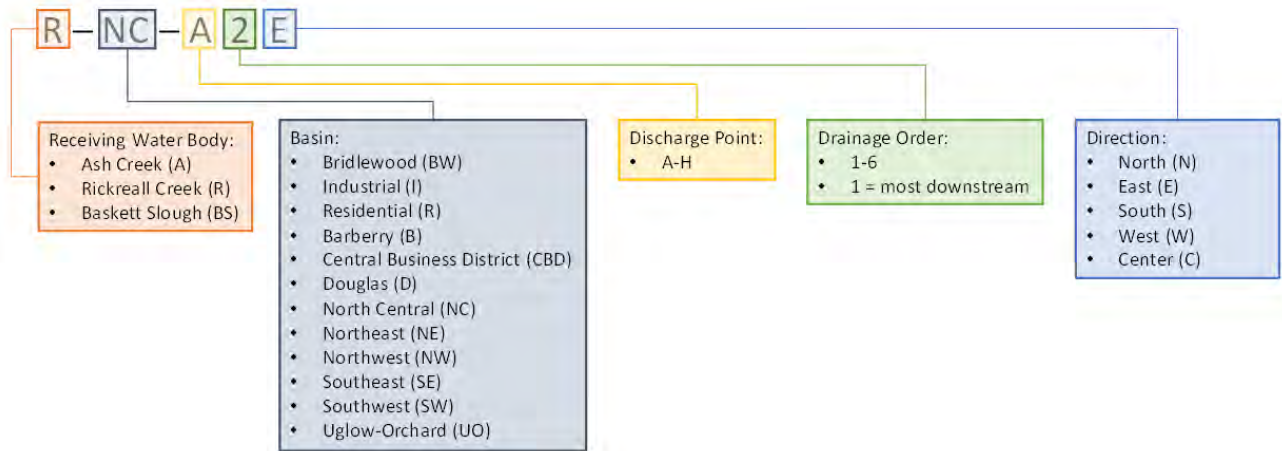 R–NC–A2E
Receiving Water Body:
• Ash Creek (A)
• Rickreall Creek (R)
• Baskett Slough (BS)
Basin:
• Bridlewood (BW)
• Industrial (I)
• Residential (R)
• Barberry (B)
• Central Business District (CBD)
• Douglas (D)
• North Central (NC)
• Northeast (NE)
• Northwest (NW)
• Southeast (SE)
• Southwest (SW)
• Uglow-Orchard (UO)
Discharge Point:
• A-H
Drainage Order:
• 1-6
• 1 = most downstream
Direction:
• North (N)
• East (E)
• South (S)
• West (W)
• Center (C)